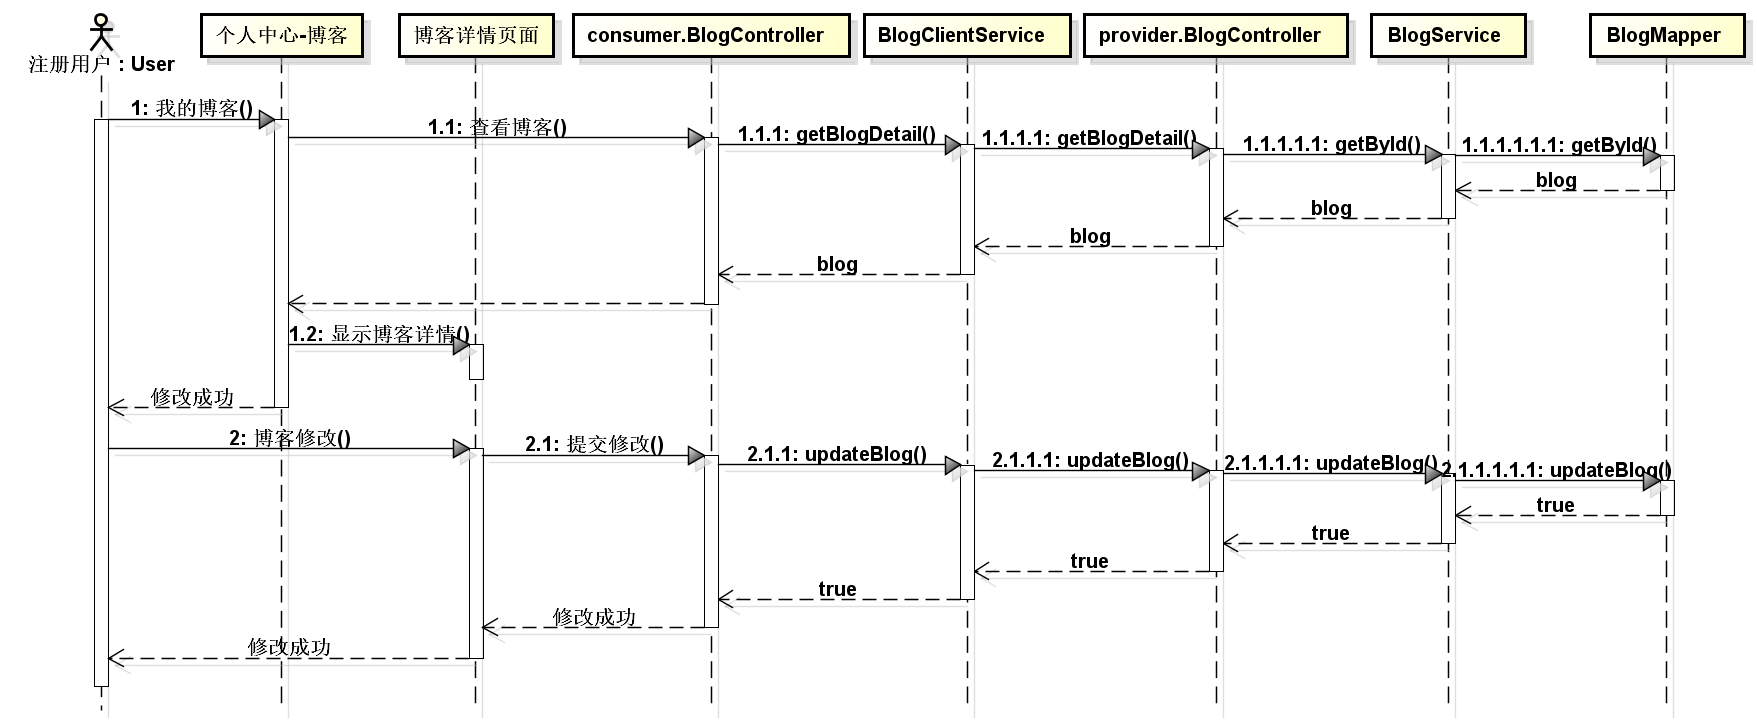 注册用户 : User
个人中心-博客
博客详情页面
consumer.BlogController
BlogClientService
provider.BlogController
BlogService
BlogMapper
1: 我的博客()
1.1: 查看博客()
1.1.1: getBlogDetail()
1.1.1.1: getBlogDetail()
1.1.1.1.1: getById()
1.1.1.1.1.1: getById()
blog
blog
blog
blog
1.2: 显示博客详情()
修改成功
2: 博客修改()
2.1: 提交修改()
2.1.1: updateBlog()
2.1.1.1: updateBlog()
2.1.1.1.1: updateBlog()
2.1.1.1.1.1: updateBlog()
true
true
true
true
修改成功
修改成功